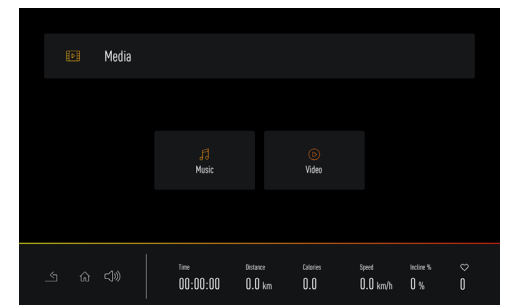 Media
Music
Video
Time Distance Calories Speed Incline %
00:00:00 0.0 km 0.0 0.0 km/h 0 % 0